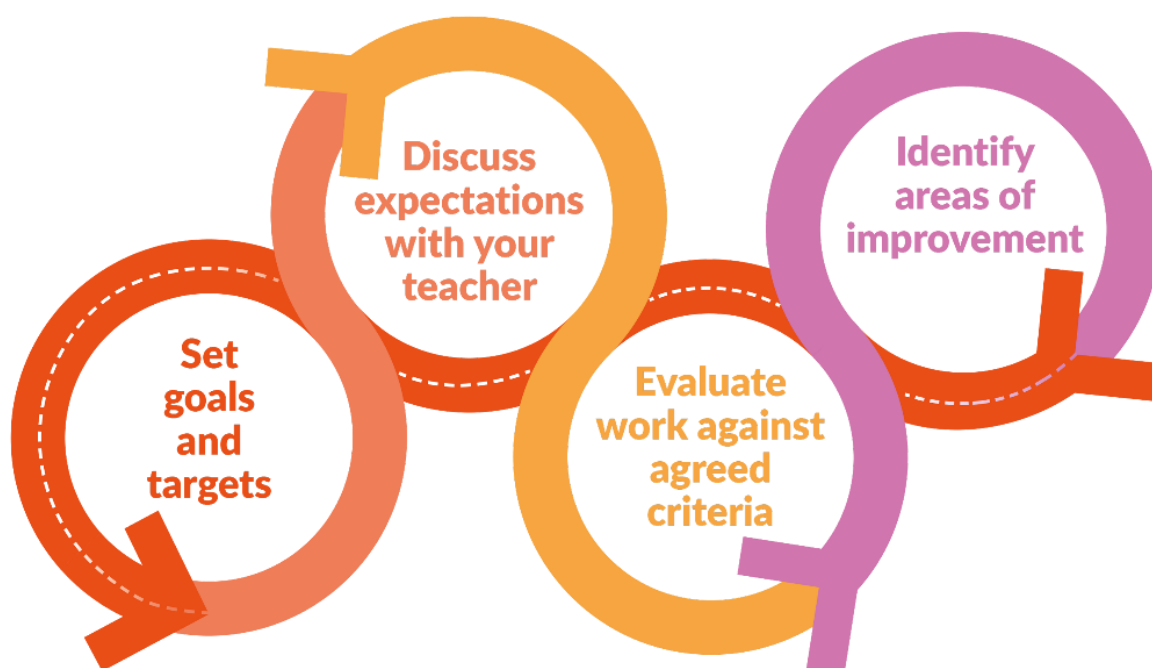 Set
goals
and
targets
Discuss
expectations
with your
teacher
Evaluate
work against
agreed
criteria
Identify
areas of
improvement